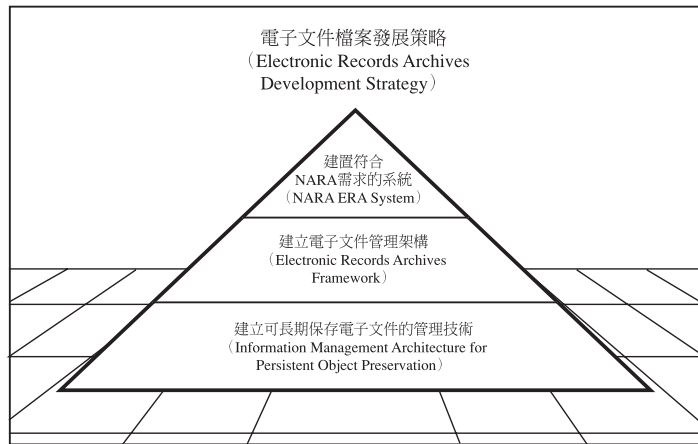 電子文件檔案發展策略
（Electronic Records Archives
Development Strategy）
建置符合
NARA需求的系統
（NARA ERA System）
建立電子文件管理架構
（Electronic Records Archives
Framework）
建立可長期保存電子文件的管理技術
（Information Management Architecture for
Persistent Object Preservation）